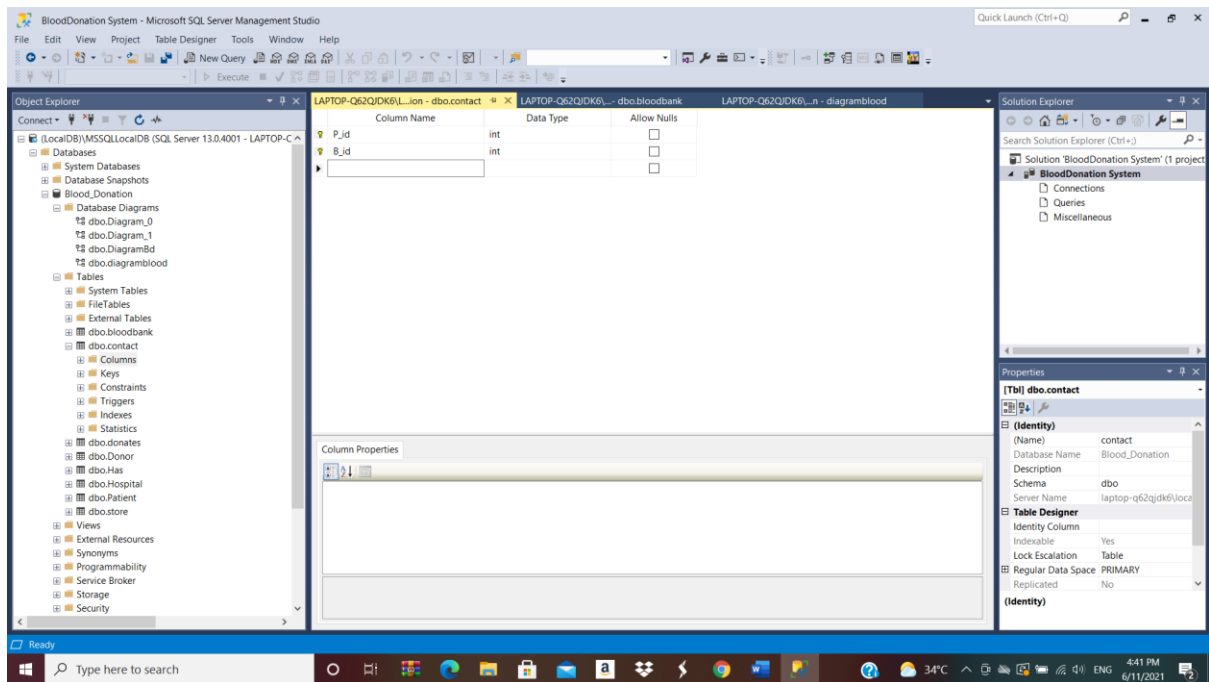 BloodDonation System - Microsoft SQL Server Management Studio
Quick Launch (Ctrl+Q)
File Edit View Project Table Designer Tools Window Help
New Query
Execute
Object Explorer
Connect
(LocalDB)\MSSQLLocalDB (SQL Server 13.0.4001 - LAPTOP-C
Databases
System Databases
Database Snapshots
Blood_Donation
Database Diagrams
dbo.Diagram_0
dbo.Diagram_1
dbo.DiagramBd
dbo.diagramblood
Tables
System Tables
FileTables
External Tables
dbo.bloodbank
dbo.contact
Columns
Keys
Constraints
Triggers
Indexes
Statistics
dbo.donates
dbo.Donor
dbo.Has
dbo.Hospital
dbo.Patient
dbo.store
Views
External Resources
Synonyms
Programmability
Service Broker
Storage
Security
LAPTOP-Q62QJDK6\L...ion - dbo.contact LAPTOP-Q62QJDK6\...- dbo.bloodbank LAPTOP-Q62QJDK6\...n - diagramblood
Column Name Data Type Allow Nulls
P_id int
B_id int
Column Properties
Solution Explorer
Search Solution Explorer (Ctrl+;)
Solution 'BloodDonation System' (1 project
BloodDonation System
Connections
Queries
Miscellaneous
Properties
[Tbl] dbo.contact
(Identity)
(Name) contact
Database Name Blood_Donation
Description
Schema dbo
Server Name laptop-q62qjdk6\loca
Table Designer
Identity Column
Indexable Yes
Lock Escalation Table
Regular Data Space PRIMARY
Replicated No
(Identity)
Ready
Type here to search
34°C ENG 4:41 PM
6/11/2021